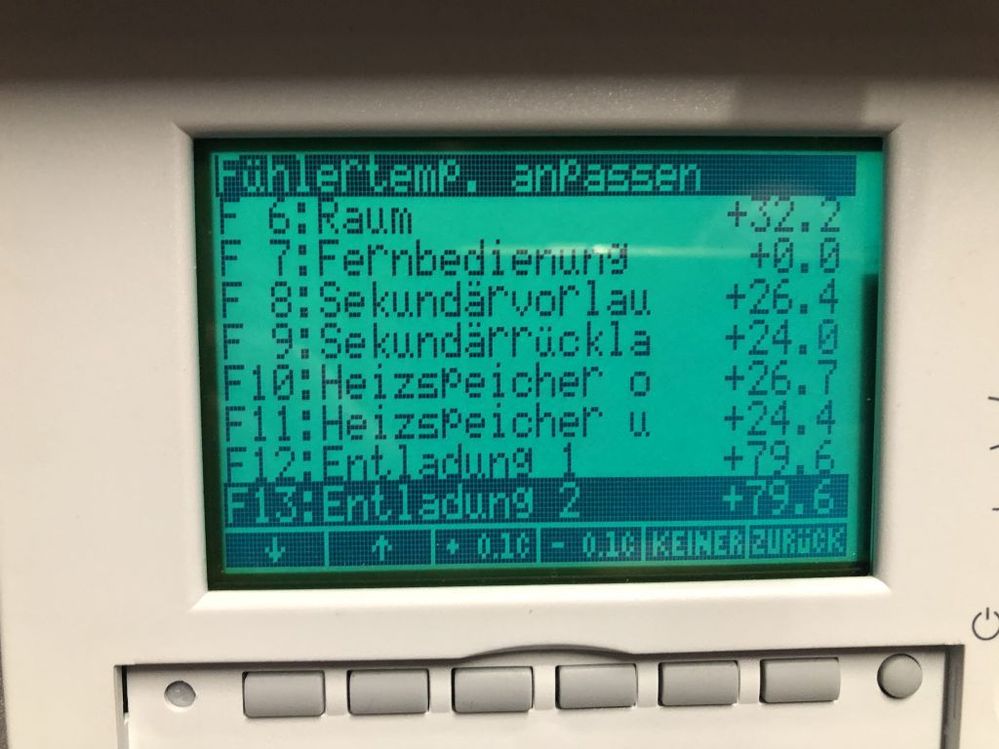 Fühlertemp. anpassen
F 6:Raum +32.2
F 7:Fernbedienung +0.0
F 8:Sekundärvorlau +26.4
F 9:Sekundärrückla +24.0
F10:Heizspeicher o +26.7
F11:Heizspeicher u +24.4
F12:Entladung 1 +79.6
F13:Entladung 2 +79.6
↓ ↑ + 0.1C - 0.1C KEINER ZURÜCK